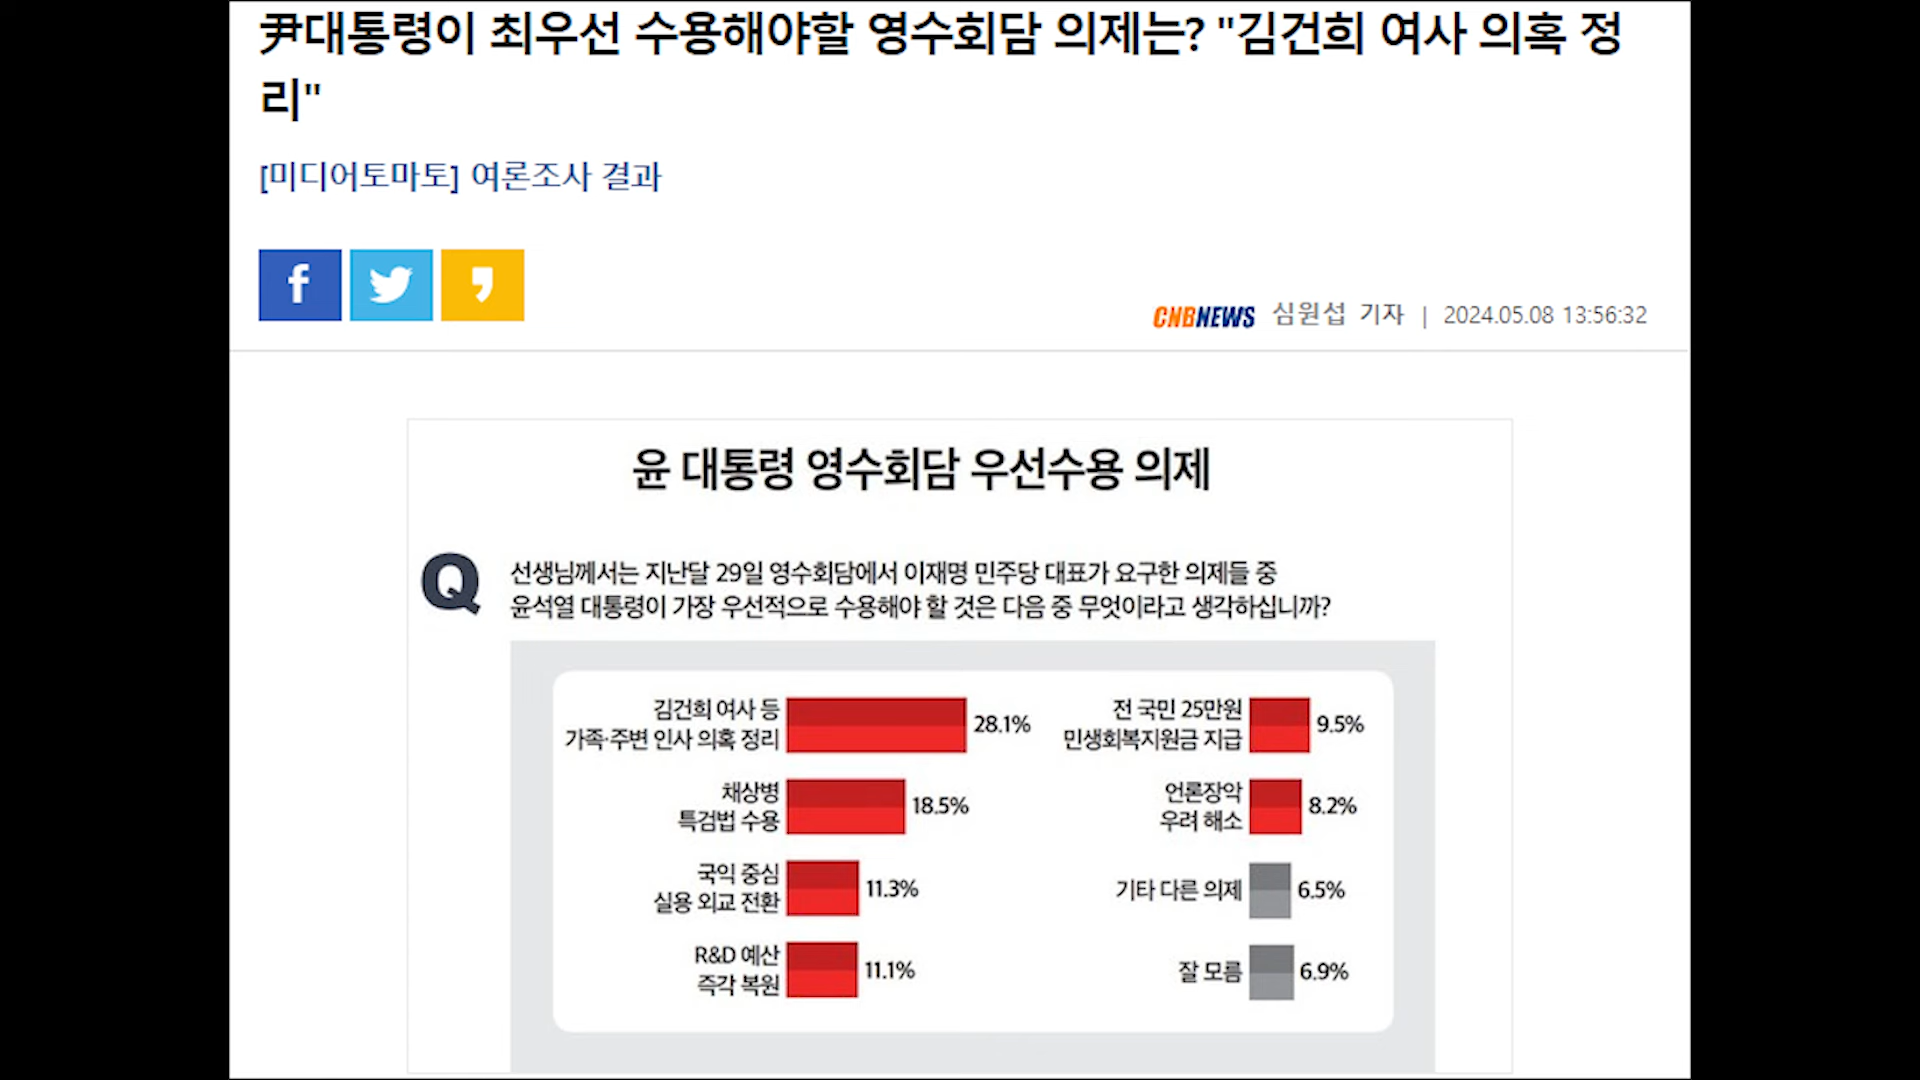 尹대통령이 최우선 수용해야할 영수회담 의제는? "김건희 여사 의혹 정
리"
[미디어토마토] 여론조사 결과
f
CNBNEWS 심원섭 기자 | 2024.05.08 13:56:32
윤 대통령 영수회담 우선수용 의제
Q
선생님께서는 지난달 29일 영수회담에서 이재명 민주당 대표가 요구한 의제들 중
윤석열 대통령이 가장 우선적으로 수용해야 할 것은 다음 중 무엇이라고 생각하십니까?
김건희 여사 등
가족·주변 인사 의혹 정리
28.1%
채상병
특검법 수용
18.5%
국익 중심
실용 외교 전환
11.3%
R&D 예산
즉각 복원
11.1%
전 국민 25만원
민생회복지원금 지급
9.5%
언론장악
우려 해소
8.2%
기타 다른 의제
6.5%
잘 모름
6.9%